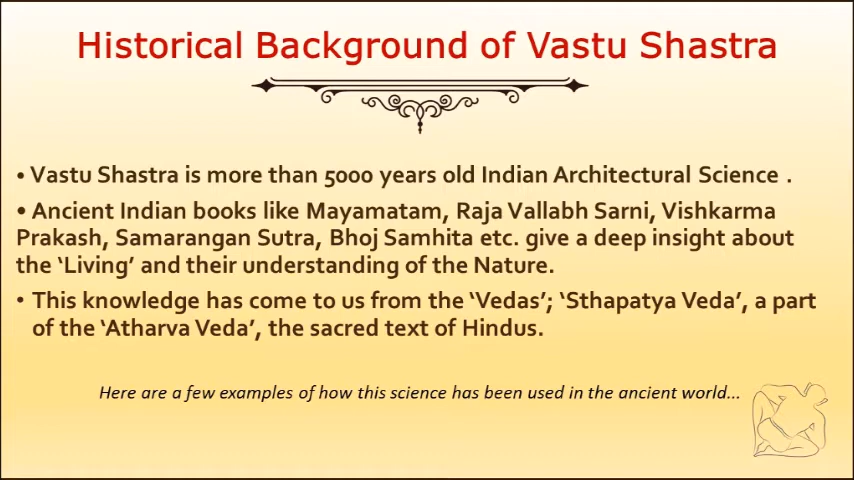 Historical Background of Vastu Shastra
• Vastu Shastra is more than 5000 years old Indian Architectural Science .
• Ancient Indian books like Mayamatam, Raja Vallabh Sarni, Vishkarma
Prakash, Samarangan Sutra, Bhoj Samhita etc. give a deep insight about
the ‘Living’ and their understanding of the Nature.
• This knowledge has come to us from the ‘Vedas’; ‘Sthapatya Veda’, a part
of the ‘Atharva Veda’, the sacred text of Hindus.
Here are a few examples of how this science has been used in the ancient world...